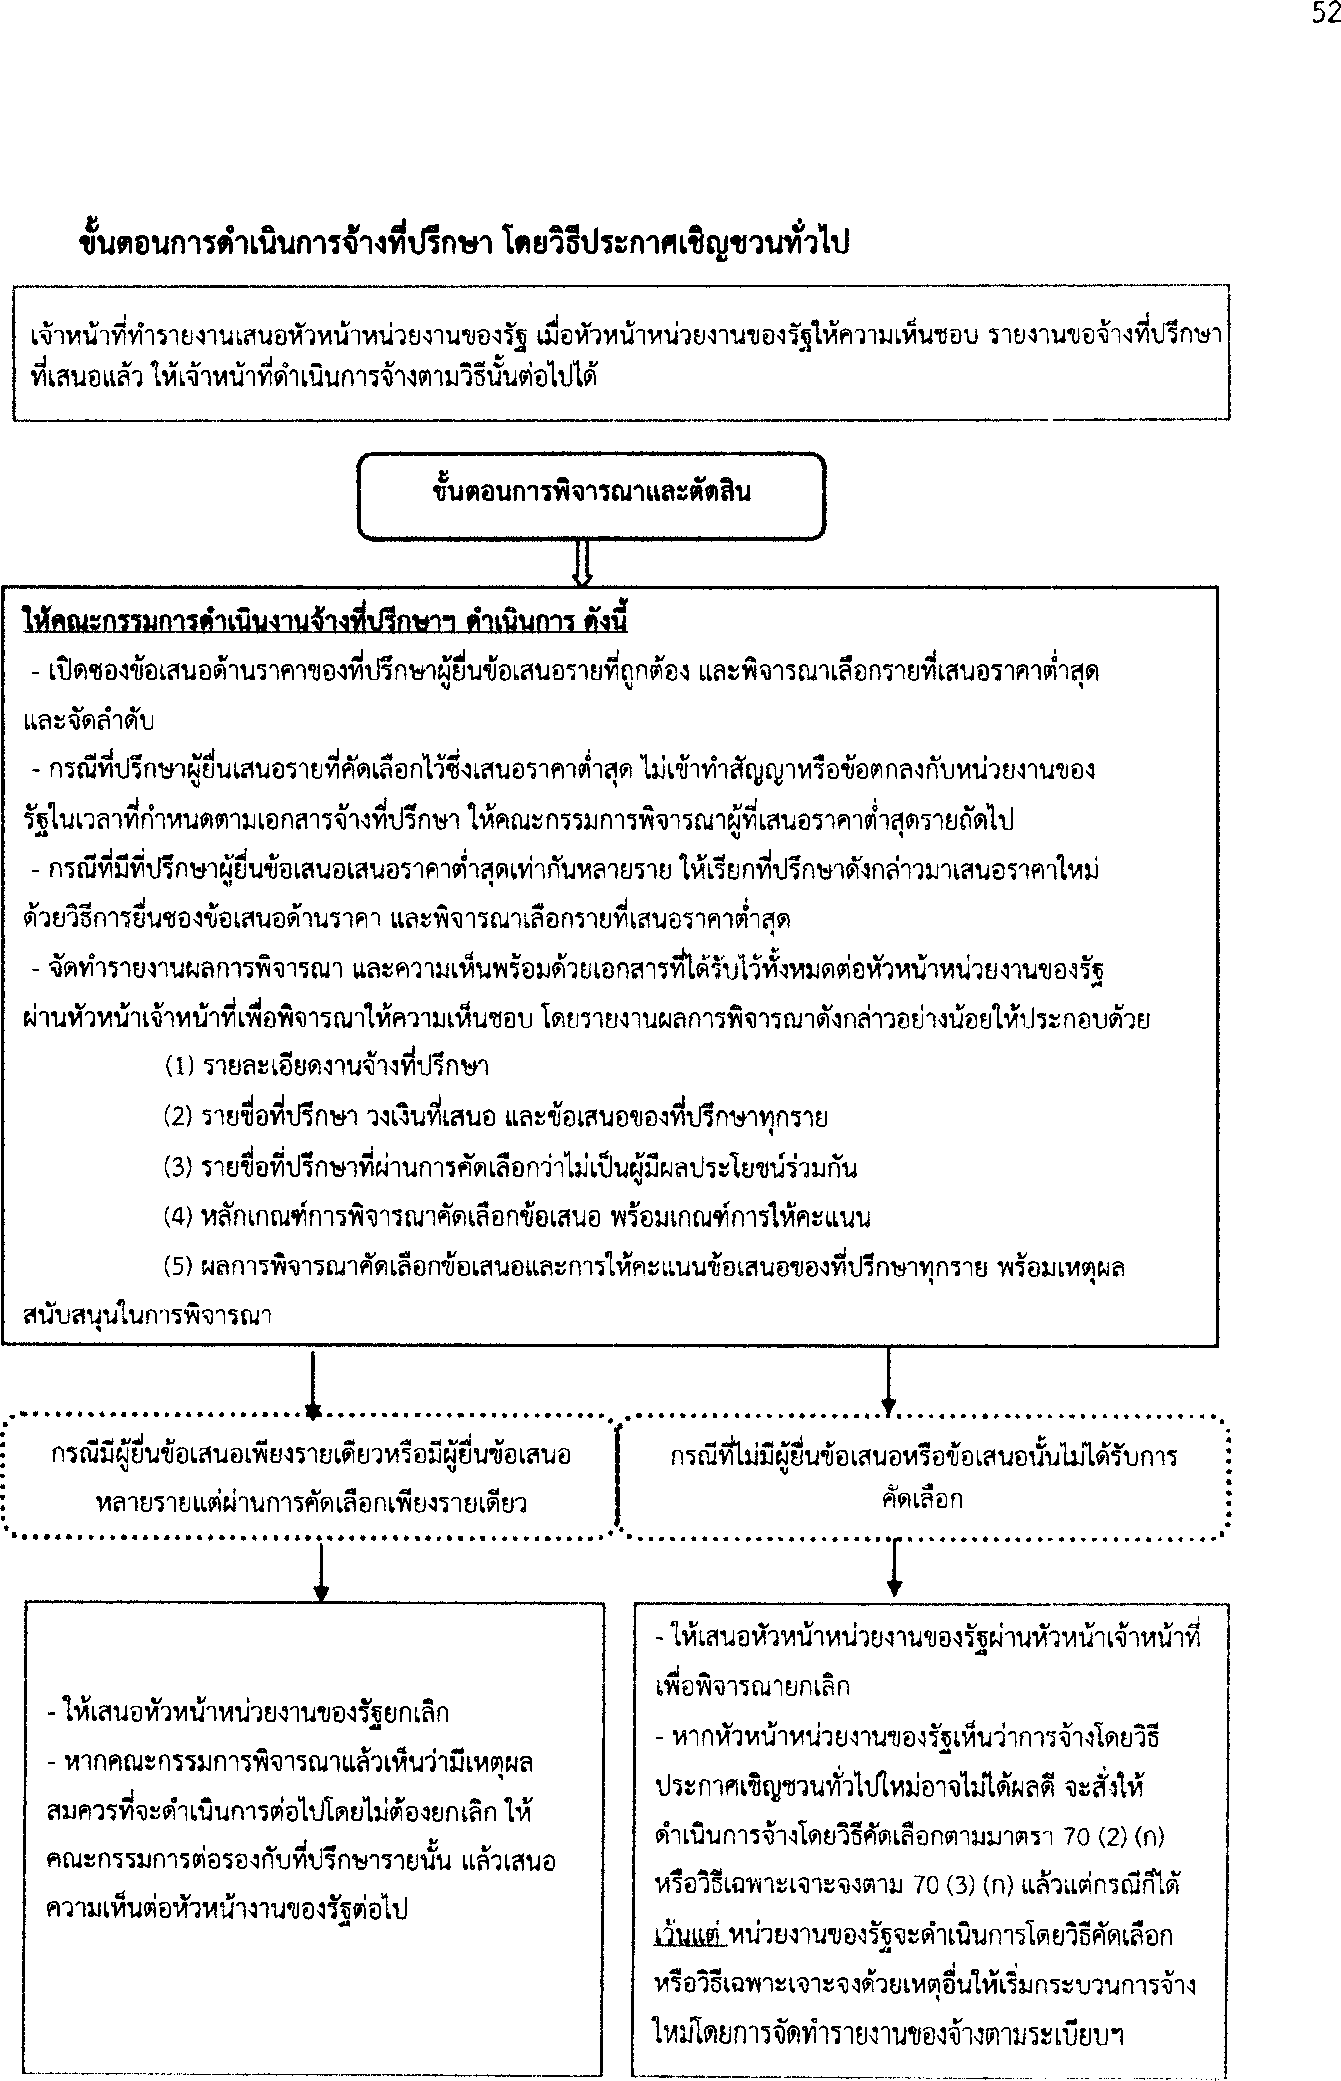 52
ขั้นตอนการดำเนินการจ้างที่ปรึกษา โดยวิธีประกาศเชิญชวนทั่วไป
เจ้าหน้าที่ทำรายงานเสนอหัวหน้าหน่วยงานของรัฐ เมื่อหัวหน้าหน่วยงานของรัฐให้ความเห็นชอบ รายงานขอจ้างที่ปรึกษา
ที่เสนอแล้ว ให้เจ้าหน้าที่ดำเนินการจ้างตามวิธีนั้นต่อไปได้
ขั้นตอนการพิจารณาและตัดสิน
ให้คณะกรรมการดำเนินงานจ้างที่ปรึกษาฯ ดำเนินการ ดังนี้
- เปิดซองข้อเสนอด้านราคาของที่ปรึกษาผู้ยื่นข้อเสนอรายที่ถูกต้อง และพิจารณาเลือกรายที่เสนอราคาต่ำสุด
และจัดลำดับ
- กรณีที่ปรึกษาผู้ยื่นเสนอรายที่คัดเลือกไว้ซึ่งเสนอราคาต่ำสุด ไม่เข้าทำสัญญาหรือข้อตกลงกับหน่วยงานของ
รัฐในเวลาที่กำหนดตามเอกสารจ้างที่ปรึกษา ให้คณะกรรมการพิจารณาผู้ที่เสนอราคาต่ำสุดรายถัดไป
- กรณีที่มีที่ปรึกษาผู้ยื่นข้อเสนอเสนอราคาต่ำสุดเท่ากันหลายราย ให้เรียกที่ปรึกษาดังกล่าวมาเสนอราคาใหม่
ด้วยวิธีการยื่นซองข้อเสนอด้านราคา และพิจารณาเลือกรายที่เสนอราคาต่ำสุด
- จัดทำรายงานผลการพิจารณา และความเห็นพร้อมด้วยเอกสารที่ได้รับไว้ทั้งหมดต่อหัวหน้าหน่วยงานของรัฐ
ผ่านหัวหน้าเจ้าหน้าที่เพื่อพิจารณาให้ความเห็นชอบ โดยรายงานผลการพิจารณาดังกล่าวอย่างน้อยให้ประกอบด้วย
(1) รายละเอียดงานจ้างที่ปรึกษา
(2) รายชื่อที่ปรึกษา วงเงินที่เสนอ และข้อเสนอของที่ปรึกษาทุกราย
(3) รายชื่อที่ปรึกษาที่ผ่านการคัดเลือกว่าไม่เป็นผู้มีผลประโยชน์ร่วมกัน
(4) หลักเกณฑ์การพิจารณาคัดเลือกข้อเสนอ พร้อมเกณฑ์การให้คะแนน
(5) ผลการพิจารณาคัดเลือกข้อเสนอและการให้คะแนนข้อเสนอของที่ปรึกษาทุกราย พร้อมเหตุผล
สนับสนุนในการพิจารณา
กรณีมีผู้ยื่นข้อเสนอเพียงรายเดียวหรือมีผู้ยื่นข้อเสนอ
หลายรายแต่ผ่านการคัดเลือกเพียงรายเดียว
กรณีที่ไม่มีผู้ยื่นข้อเสนอหรือข้อเสนอนั้นไม่ได้รับการ
คัดเลือก
- ให้เสนอหัวหน้าหน่วยงานของรัฐยกเลิก
- หากคณะกรรมการพิจารณาแล้วเห็นว่ามีเหตุผล
สมควรที่จะดำเนินการต่อไปโดยไม่ต้องยกเลิก ให้
คณะกรรมการต่อรองกับที่ปรึกษารายนั้น แล้วเสนอ
ความเห็นต่อหัวหน้างานของรัฐต่อไป
- ให้เสนอหัวหน้าหน่วยงานของรัฐผ่านหัวหน้าเจ้าหน้าที่
เพื่อพิจารณายกเลิก
- หากหัวหน้าหน่วยงานของรัฐเห็นว่าการจ้างโดยวิธี
ประกาศเชิญชวนทั่วไปใหม่อาจไม่ได้ผลดี จะสั่งให้
ดำเนินการจ้างโดยวิธีคัดเลือกตามมาตรา 70 (2) (ก)
หรือวิธีเฉพาะเจาะจงตาม 70 (3) (ก) แล้วแต่กรณีก็ได้
เว้นแต่ หน่วยงานของรัฐจะดำเนินการโดยวิธีคัดเลือก
หรือวิธีเฉพาะเจาะจงด้วยเหตุอื่นให้เริ่มกระบวนการจ้าง
ใหม่โดยการจัดทำรายงานของจ้างตามระเบียบฯ